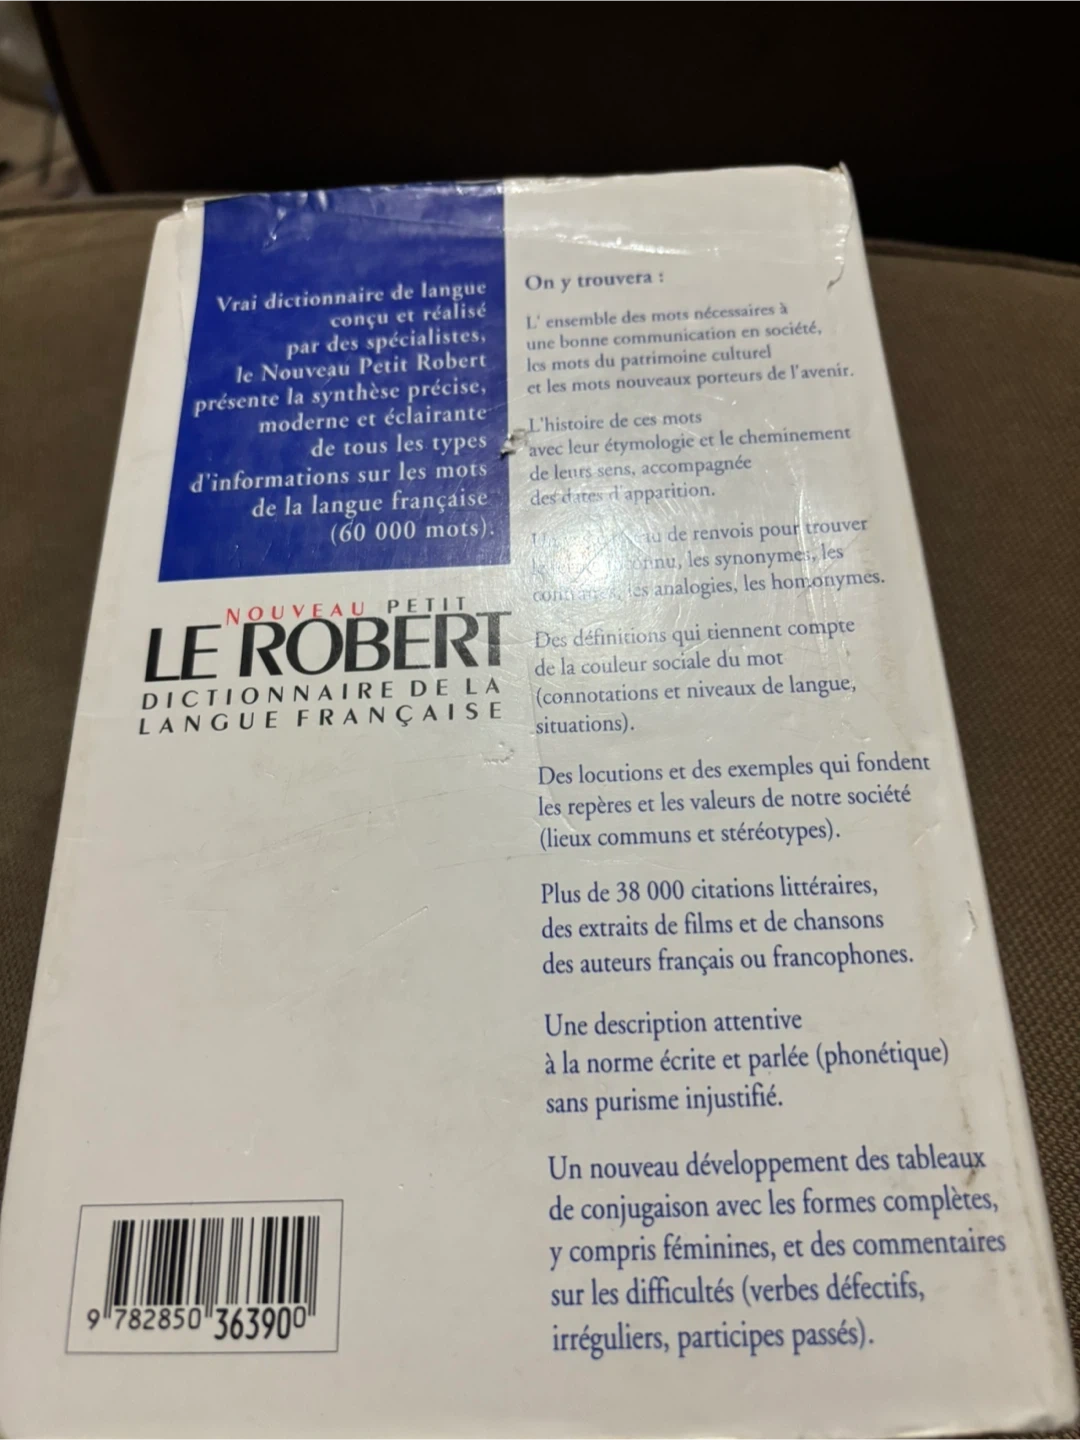 Vrai dictionnaire de langue
conçu et réalisé
par des spécialistes,
le Nouveau Petit Robert
présente la synthèse précise,
moderne et éclairante
de tous les types
d'informations sur les mots
de la langue française
(60 000 mots).
NOUVEAU PETIT
LE ROBERT
DICTIONNAIRE DE LA
LANGUE FRANÇAISE
On y trouvera :
L' ensemble des mots nécessaires à
une bonne communication en société,
les mots du patrimoine culturel
et les mots nouveaux porteurs de l'avenir.
L'histoire de ces mots
avec leur étymologie et le cheminement
de leurs sens, accompagnée
des dates d'apparition.
de renvois pour trouver
les synonymes, les
les analogies, les homonymes.
Des définitions qui tiennent compte
de la couleur sociale du mot
(connotations et niveaux de langue,
situations).
Des locutions et des exemples qui fondent
les repères et les valeurs de notre société
(lieux communs et stéréotypes).
Plus de 38 000 citations littéraires,
des extraits de films et de chansons
des auteurs français ou francophones.
Une description attentive
à la norme écrite et parlée (phonétique)
sans purisme injustifié.
Un nouveau développement des tableaux
de conjugaison avec les formes complètes,
y compris féminines, et des commentaires
sur les difficultés (verbes défectifs,
irréguliers, participes passés).
9 782850 363900